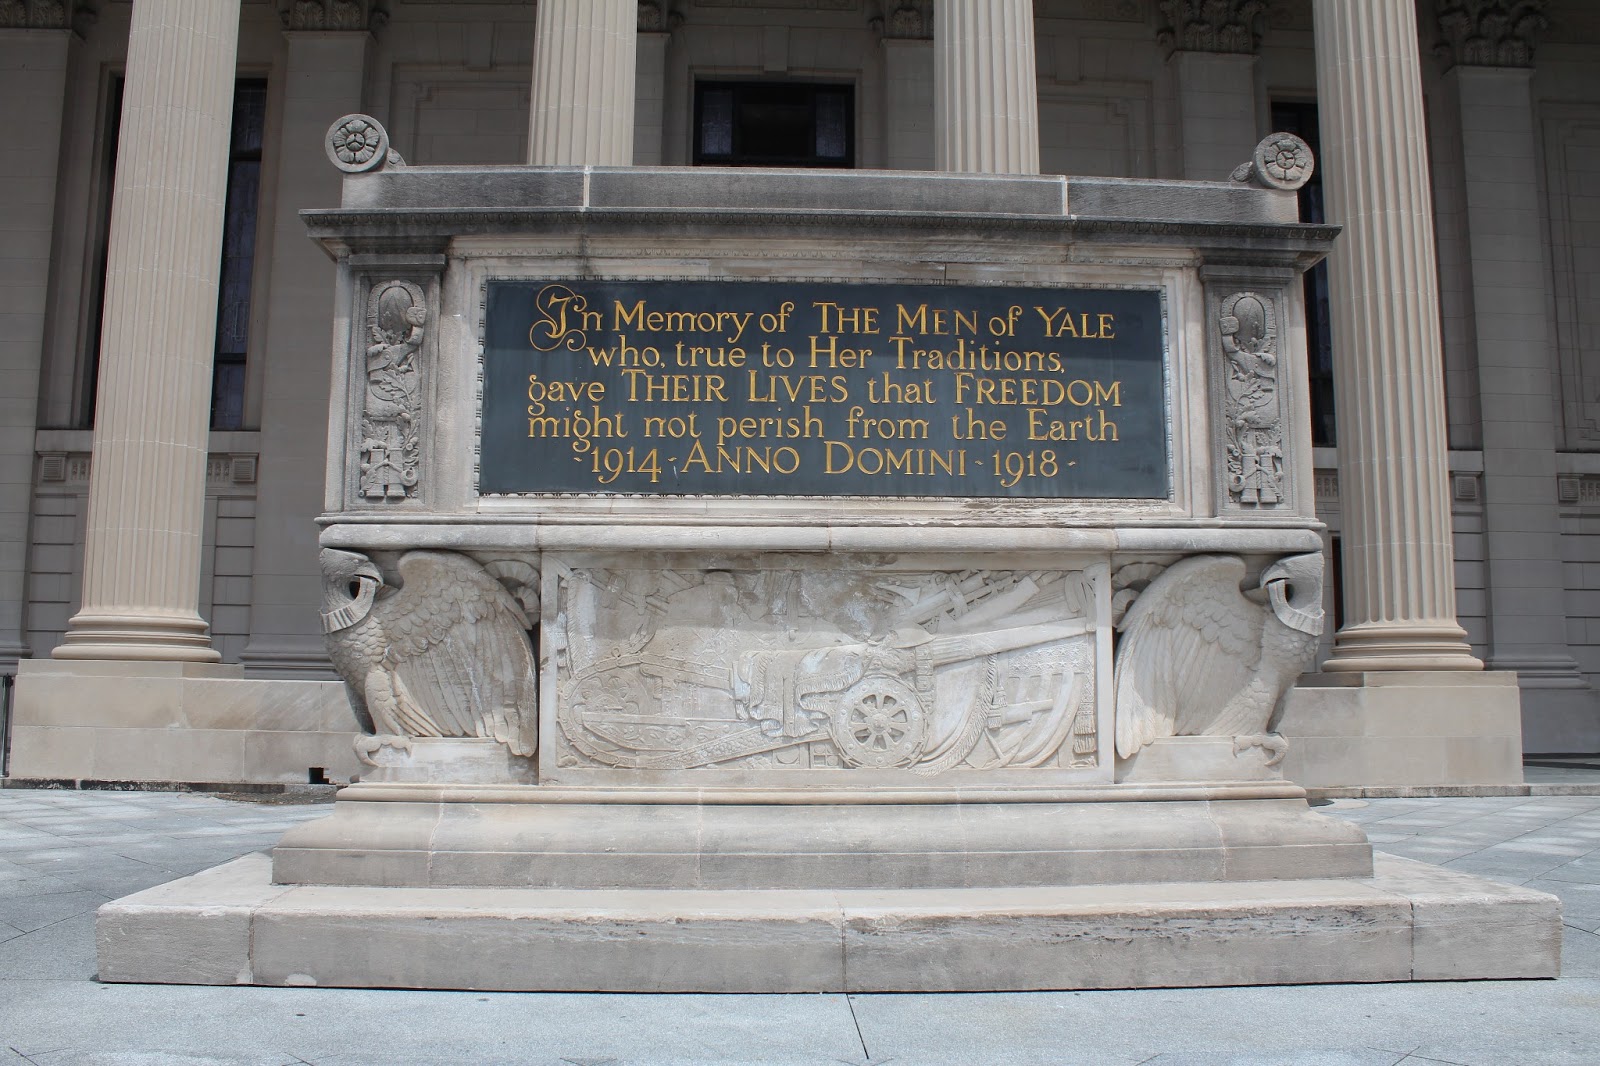 In Memory of THE MEN of YALE
who, true to Her Traditions,
gave THEIR LIVES that FREEDOM
might not perish from the Earth
- 1914 - ANNO DOMINI - 1918 -